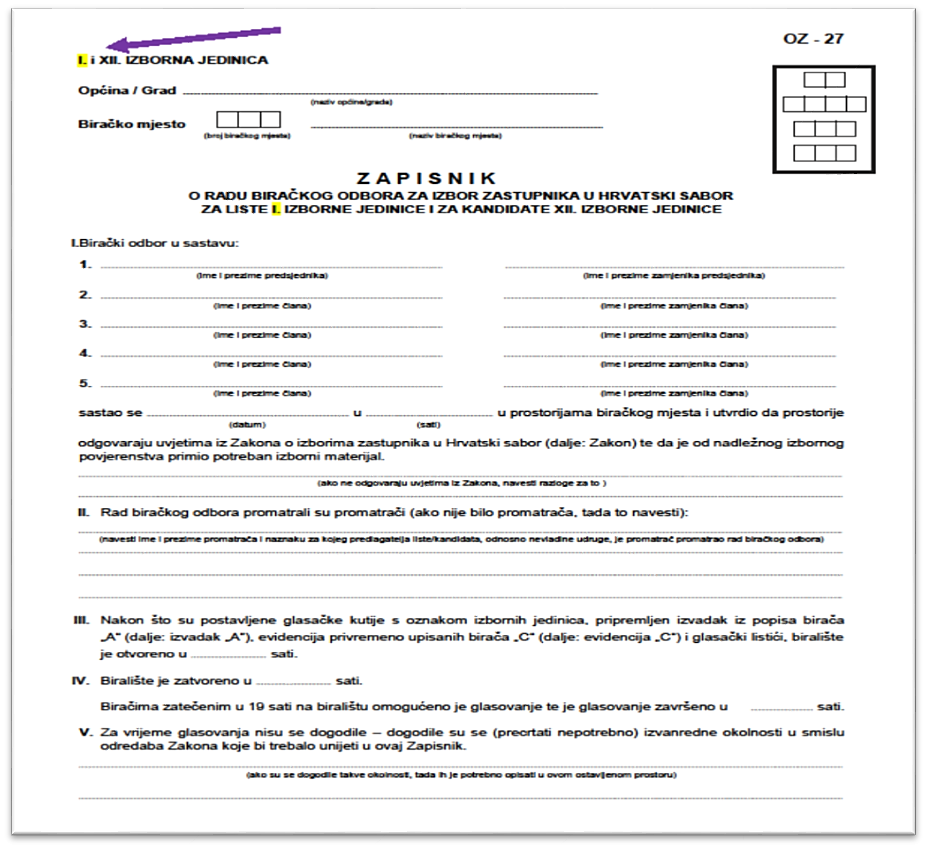 OZ - 27
I. i XII. IZBORNA JEDINICA
Općina / Grad
(naziv općine/grada)
Biračko mjesto
(broj biračkog mjesta) (naziv biračkog mjesta)
Z A P I S N I K
O RADU BIRAČKOG ODBORA ZA IZBOR ZASTUPNIKA U HRVATSKI SABOR
ZA LISTE I. IZBORNE JEDINICE I ZA KANDIDATE XII. IZBORNE JEDINICE
I.Birački odbor u sastavu:
1.
(ime i prezime predsjednika) (ime i prezime zamjenika predsjednika)
2.
(ime i prezime člana) (ime i prezime zamjenika člana)
3.
(ime i prezime člana) (ime i prezime zamjenika člana)
4.
(ime i prezime člana) (ime i prezime zamjenika člana)
5.
(ime i prezime člana) (ime i prezime zamjenika člana)
sastao se ........ u ........ u prostorijama biračkog mjesta i utvrdio da prostorije
(datum) (sati)
odgovaraju uvjetima iz Zakona o izborima zastupnika u Hrvatski sabor (dalje: Zakon) te da je od nadležnog izbornog
povjerenstva primio potreban izborni materijal.
(ako ne odgovaraju uvjetima iz Zakona, navesti razloge za to )
II. Rad biračkog odbora promatrali su promatrači (ako nije bilo promatrača, tada to navesti):
(navesti ime i prezime promatrača i naznaku za kojeg predlagatelja liste/kandidata, odnosno nevladine udruge, je promatrač promatrao rad biračkog odbora)
III. Nakon što su postavljene glasačke kutije s oznakom izbornih jedinica, pripremljen izvadak iz popisa birača
„A“ (dalje: izvadak „A“), evidencija privremeno upisanih birača „C“ (dalje: evidencija „C“) i glasački listići, biralište
je otvoreno u ........ sati.
IV. Biralište je zatvoreno u ........ sati.
Biračima zatečenim u 19 sati na biralištu omogućeno je glasovanje te je glasovanje završeno u ........ sati.
V. Za vrijeme glasovanja nisu se dogodile – dogodile su se (precrtati nepotrebno) izvanredne okolnosti u smislu
odredaba Zakona koje bi trebalo unijeti u ovaj Zapisnik.
(ako su se dogodile takve okolnosti, tada ih je potrebno opisati u ovom ostavljenom prostoru)